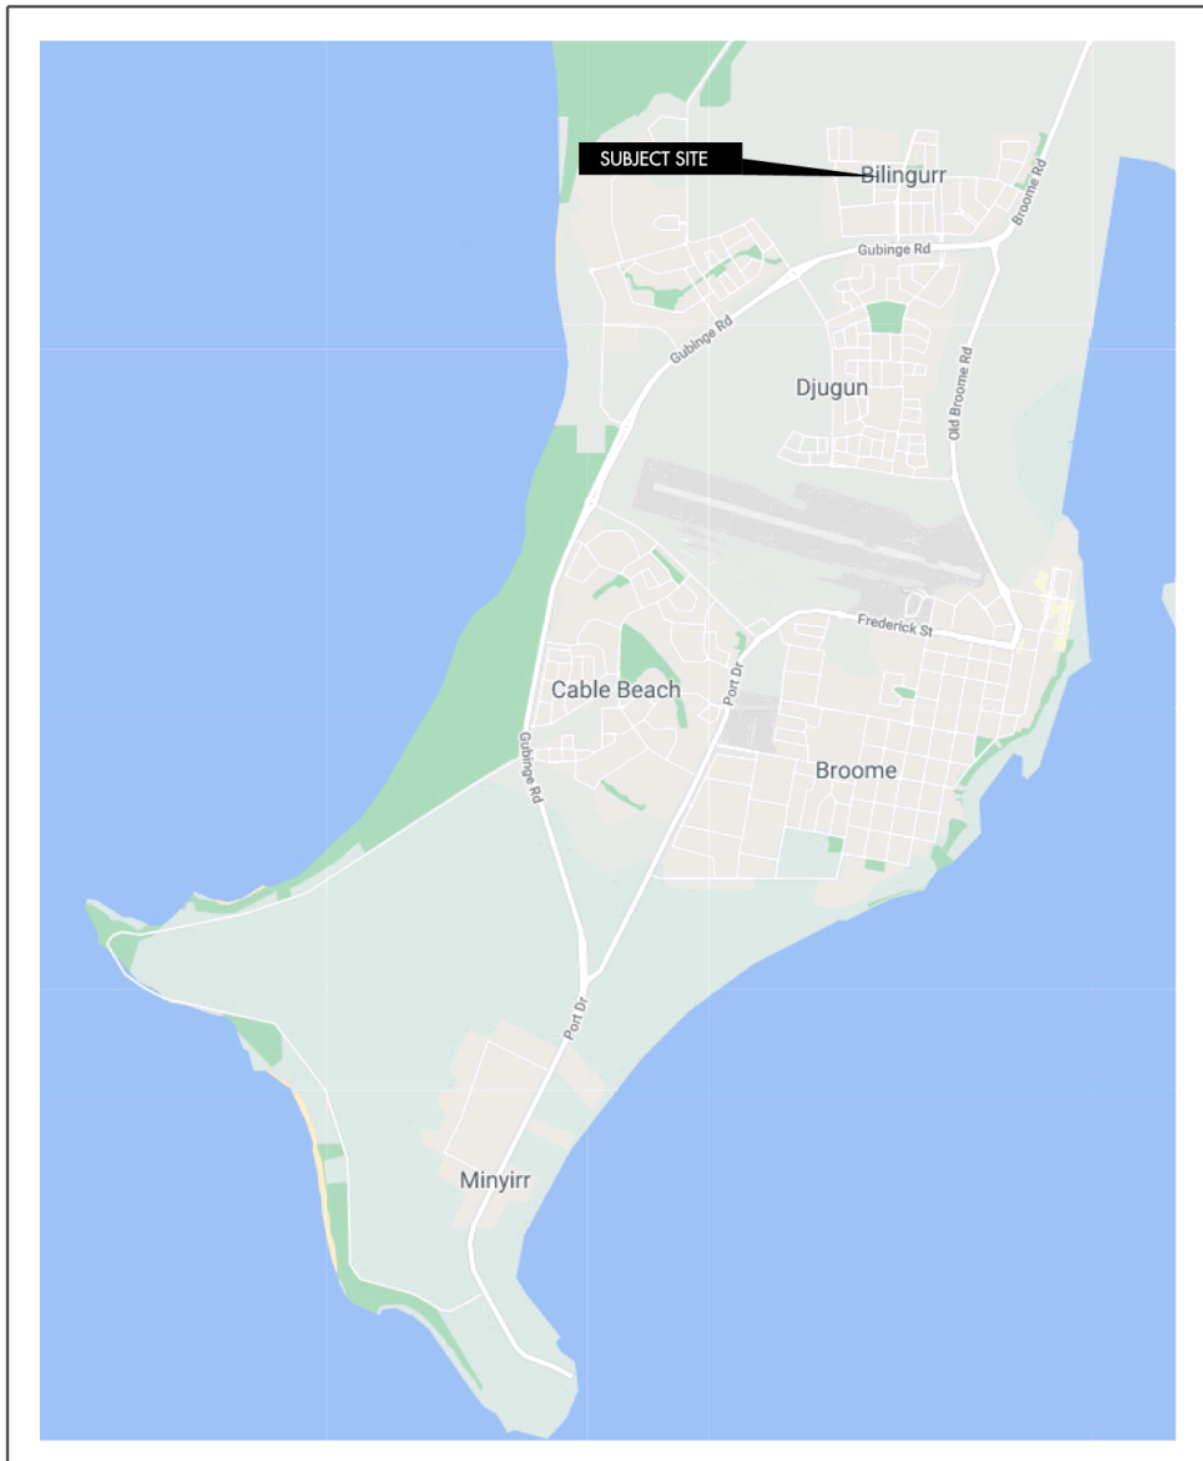 SUBJECT SITE
Bilingurr
Broome Rd
Gubinge Rd
Gubinge Rd
Djugun
Old Broome Rd
Frederick St
Port Dr
Cable Beach
Gubinge Rd
Broome
Port Dr
Minyirr